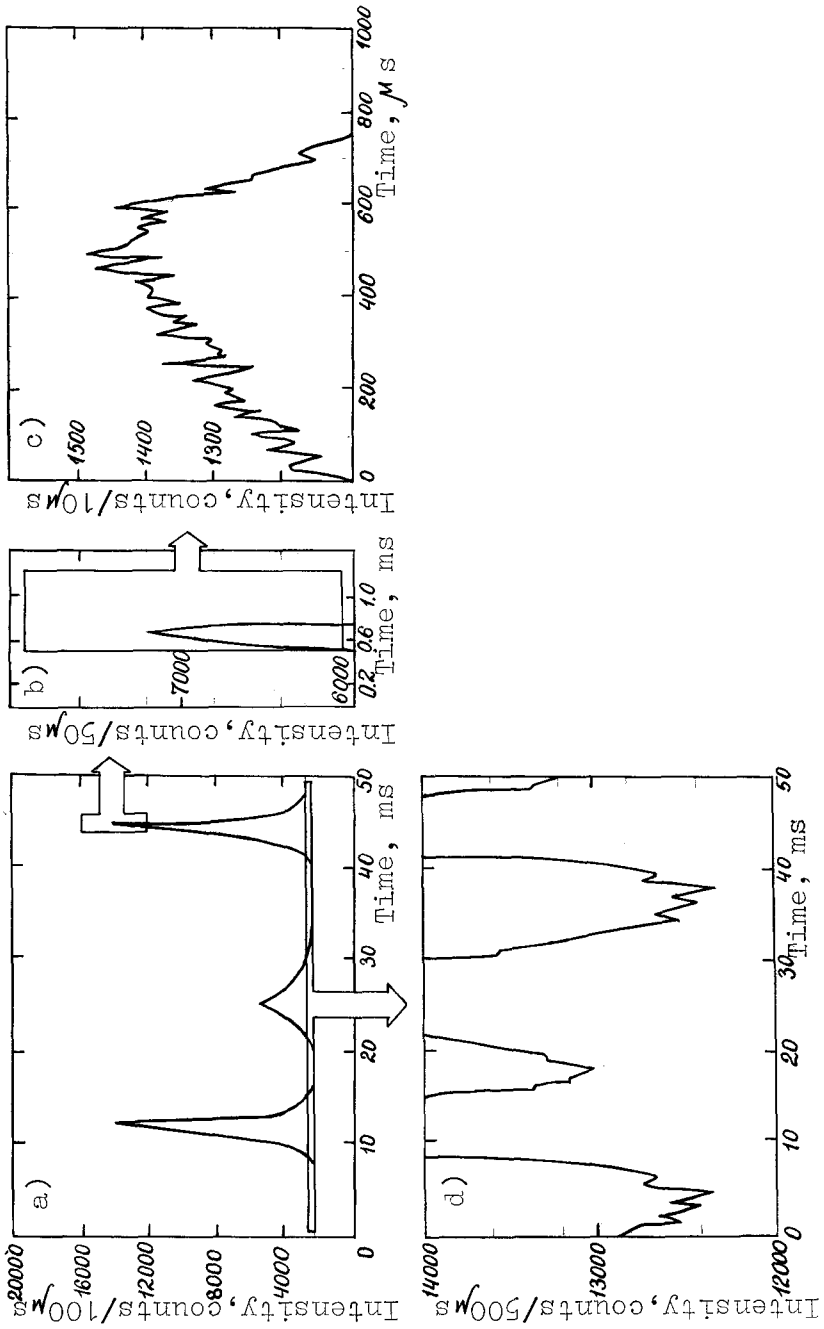 a)
Intensity, counts/100μs
20000
16000
12000
8000
4000
0
10 20 30 40 50
Time, ms
b)
Intensity, counts/50μs
7000
6000
0.2 0.6 1.0
Time, ms
c)
Intensity, counts/10μs
1500
1400
1300
0 200 400 600 800 1000
Time, μs
d)
Intensity, counts/500μs
14000
13000
12000
0 10 20 30 40 50
Time, ms